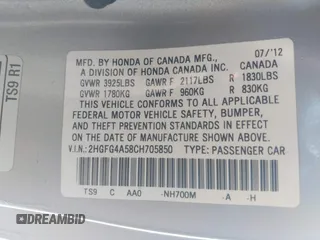 TS9 R1
MFD. BY HONDA OF CANADA MFG., CANADA 07/'12
A DIVISION OF HONDA CANADA INC.
GVWR 3925LBS GAWR F 2117LBS R 1830LBS
GVWR 1780KG GAWR F 960KG R 830KG
THIS VEHICLE CONFORMS TO ALL APPLICABLE
FEDERAL MOTOR VEHICLE SAFETY, BUMPER, AND
THEFT PREVENTION STANDARDS IN EFFECT ON THE
DATE OF MANUFACTURE SHOWN ABOVE.
V.I.N.: 2HGFG4A58CH705850 TYPE: PASSENGER CAR
TS9 C AA0 -NH700M -A -H
DREAMBID